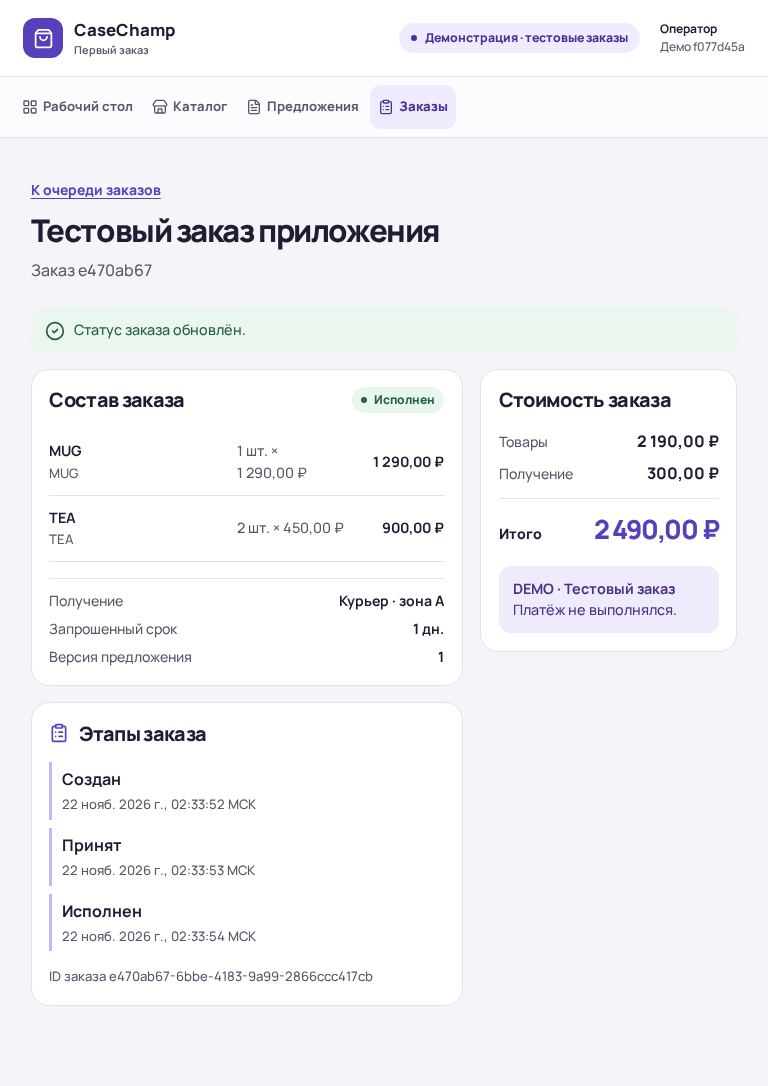 CaseChamp
Первый заказ
Демонстрация · тестовые заказы
Оператор
Демо f077d45a
Рабочий стол
Каталог
Предложения
Заказы
К очереди заказов
Тестовый заказ приложения
Заказ e470ab67
Статус заказа обновлён.
Состав заказа
Исполнен
MUG
MUG
1 шт. ×
1 290,00 ₽
1 290,00 ₽
TEA
TEA
2 шт. × 450,00 ₽
900,00 ₽
Получение
Курьер · зона A
Запрошенный срок
1 дн.
Версия предложения
1
Стоимость заказа
Товары
2 190,00 ₽
Получение
300,00 ₽
Итого
2 490,00 ₽
DEMO · Тестовый заказ
Платёж не выполнялся.
Этапы заказа
Создан
22 нояб. 2026 г., 02:33:52 МСК
Принят
22 нояб. 2026 г., 02:33:53 МСК
Исполнен
22 нояб. 2026 г., 02:33:54 МСК
ID заказа e470ab67-6bbe-4183-9a99-2866ccc417cb